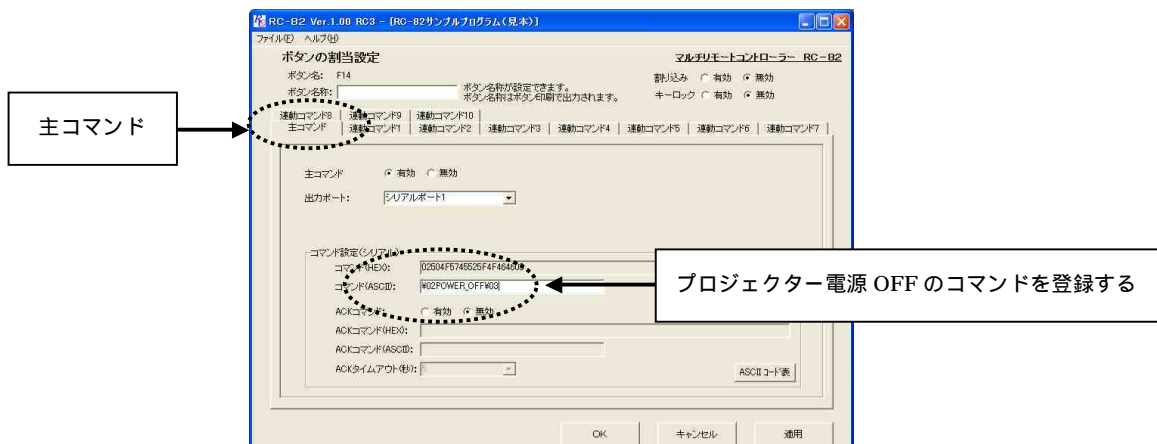 RC-82 Ver.1.00 RC3 - [RC-82サンプルプログラム(見本)]
ファイル(F) ヘルプ(H)
ボタンの割当設定
マルチリモートコントローラー RC-82
ボタン名: F14
ボタン名称:
ボタン名称が設定できます。
ボタン名称はボタン印刷で出力されます。
割り込み 有効 無効
キーロック 有効 無効
連動コマンド8 連動コマンド9 連動コマンド10
主コマンド 連動コマンド1 連動コマンド2 連動コマンド3 連動コマンド4 連動コマンド5 連動コマンド6 連動コマンド7
主コマンド
主コマンド 有効 無効
出力ポート: シリアルポート1
コマンド設定(シリアル)
コマンド(HEX): 02504F5745525F4F464603
コマンド(ASCII): ¥02POWER_OFF¥03
プロジェクター電源 OFF のコマンドを登録する
ACKコマンド: 有効 無効
ACKコマンド(HEX):
ACKコマンド(ASCII):
ACKタイムアウト(秒): 5
ASCIIコード表
OK キャンセル 適用